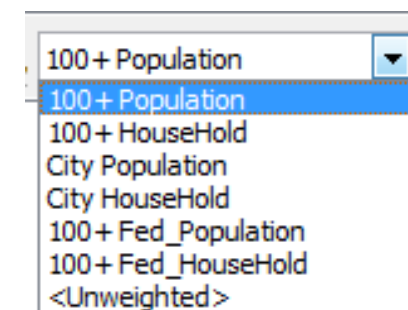 100+ Population
100+ Population
100+ HouseHold
City Population
City HouseHold
100+ Fed_Population
100+ Fed_HouseHold
<Unweighted>